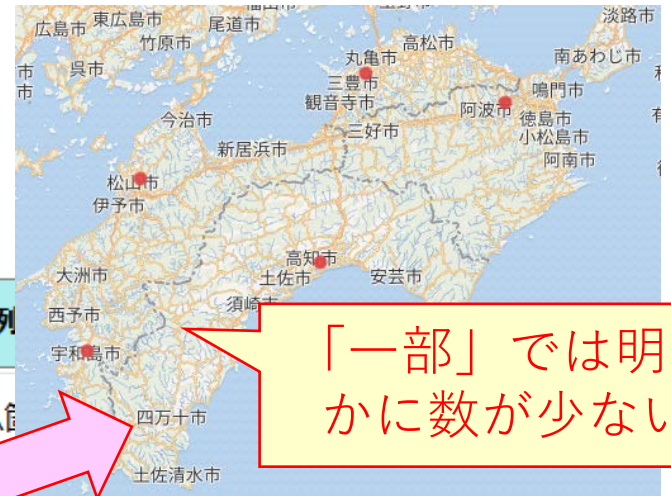 淡路市
広島市
東広島市
尾道市
竹原市
高松市
丸亀市
南あわじ市
呉市
三豊市
鳴門市
観音寺市
阿波市
徳島市
今治市
三好市
小松島市
新居浜市
阿南市
松山市
伊予市
高知市
大洲市
土佐市
安芸市
西予市
須崎
宇和島市
「一部」では明
かに数が少ない
四万十市
土佐清水市